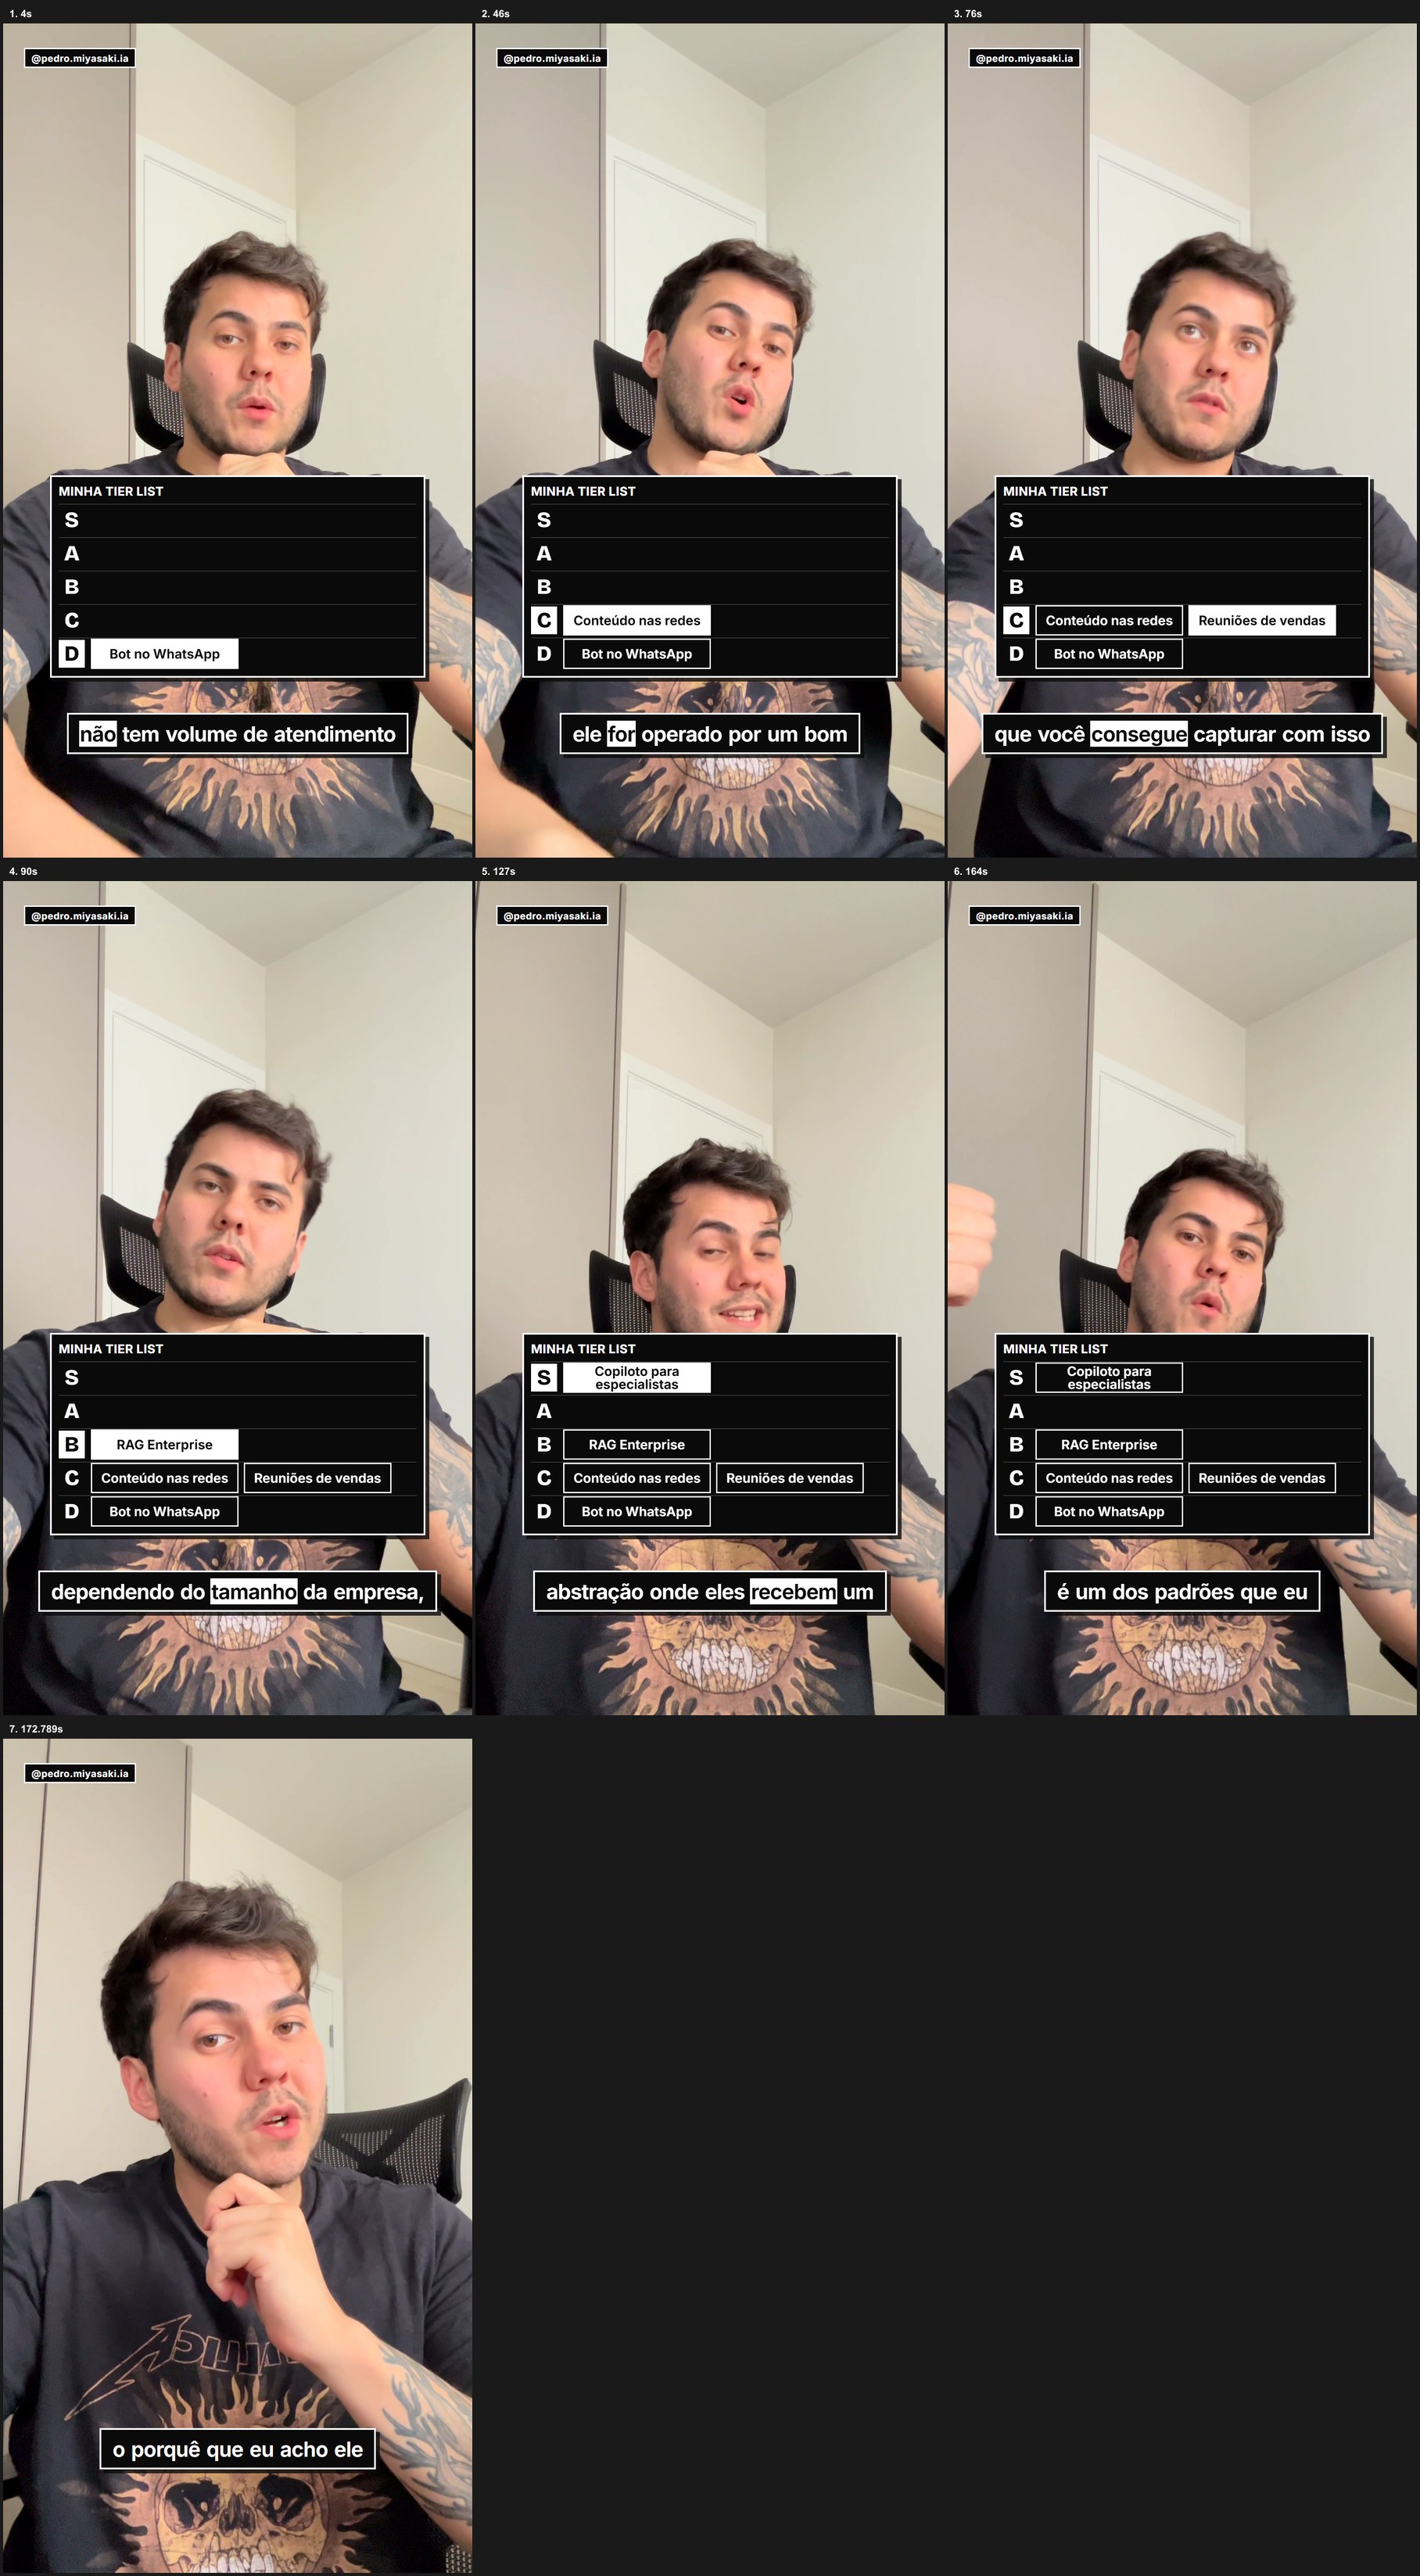 1. 4s
@pedro.miyasaki.ia
MINHA TIER LIST
S
A
B
C
D Bot no WhatsApp
não tem volume de atendimento
2. 46s
@pedro.miyasaki.ia
MINHA TIER LIST
S
A
B
C Conteúdo nas redes
D Bot no WhatsApp
ele for operado por um bom
3. 76s
@pedro.miyasaki.ia
MINHA TIER LIST
S
A
B
C Conteúdo nas redes Reuniões de vendas
D Bot no WhatsApp
que você consegue capturar com isso
4. 90s
@pedro.miyasaki.ia
MINHA TIER LIST
S
A
B RAG Enterprise
C Conteúdo nas redes Reuniões de vendas
D Bot no WhatsApp
dependendo do tamanho da empresa,
5. 127s
@pedro.miyasaki.ia
MINHA TIER LIST
S Copiloto para
especialistas
A
B RAG Enterprise
C Conteúdo nas redes Reuniões de vendas
D Bot no WhatsApp
abstração onde eles recebem um
6. 164s
@pedro.miyasaki.ia
MINHA TIER LIST
S Copiloto para
especialistas
A
B RAG Enterprise
C Conteúdo nas redes Reuniões de vendas
D Bot no WhatsApp
é um dos padrões que eu
7. 172.789s
@pedro.miyasaki.ia
o porquê que eu acho ele